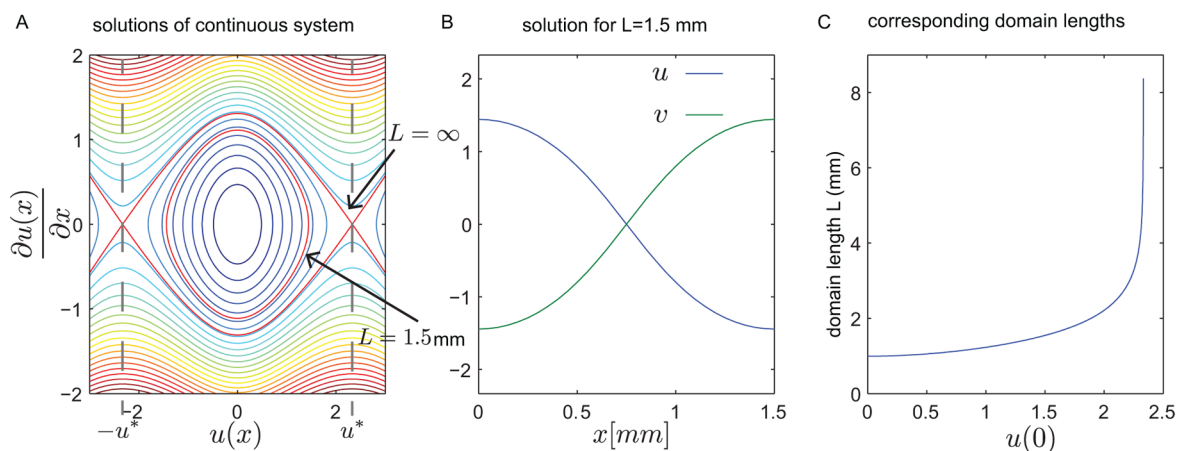 A
solutions of continuous system
2
1
0
−1
−2
∂u(x)
∂x
−2
0
2
−u*
u(x)
u*
L = ∞
L = 1.5mm
B
solution for L=1.5 mm
u
v
2
1
0
−1
−2
0
0.5
1
1.5
x[mm]
C
corresponding domain lengths
domain length L (mm)
8
6
4
2
0
0
0.5
1
1.5
2
2.5
u(0)